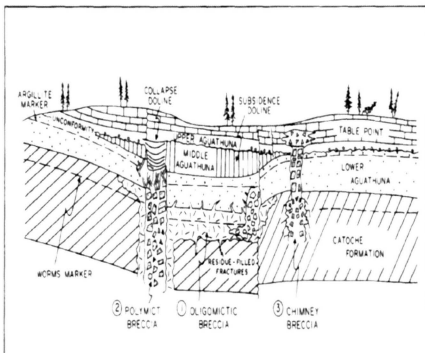 ARGILLITE
MARKER
COLLAPSE
DOLINE
SUBSIDENCE
DOLINE
UNCONFORMITY
UPPER AGUATHUNA
TABLE POINT
MIDDLE
AGUATHUNA
LOWER
AGUATHUNA
CATOCHE
FORMATION
WORMS MARKER
RESIDUE-FILLED
FRACTURES
2 POLYMICT
BRECCIA
1 OLIGOMICTIC
BRECCIA
3 CHIMNEY
BRECCIA